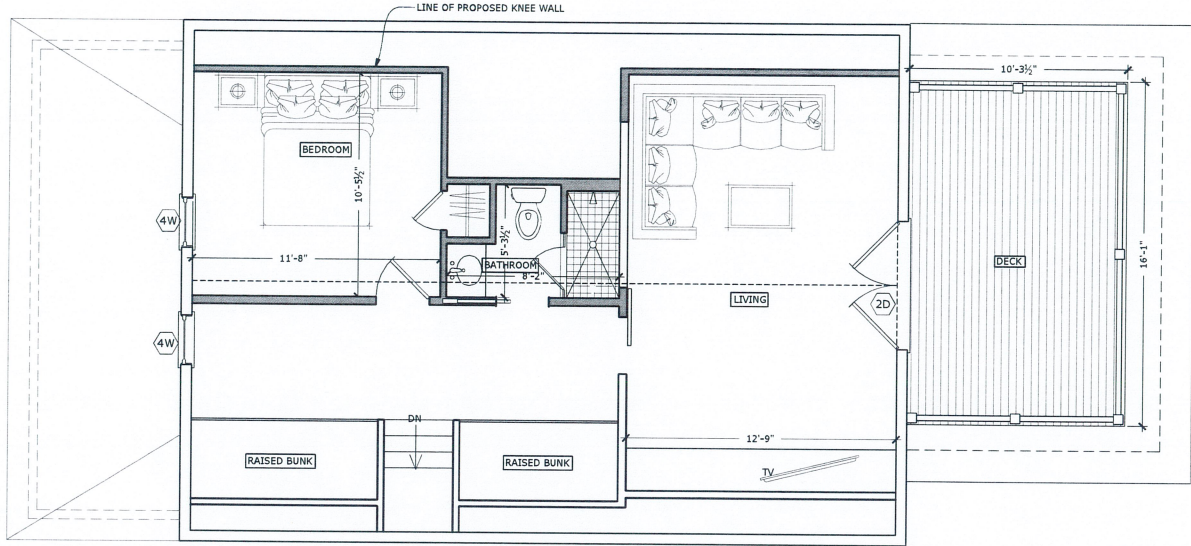 LINE OF PROPOSED KNEE WALL
10'-3½"
BEDROOM
10'-5½"
4W
5'-3½"
16'-1"
11'-8"
BATHROOM
8'-2"
DECK
LIVING
2D
4W
DN
12'-9"
RAISED BUNK
RAISED BUNK
TV